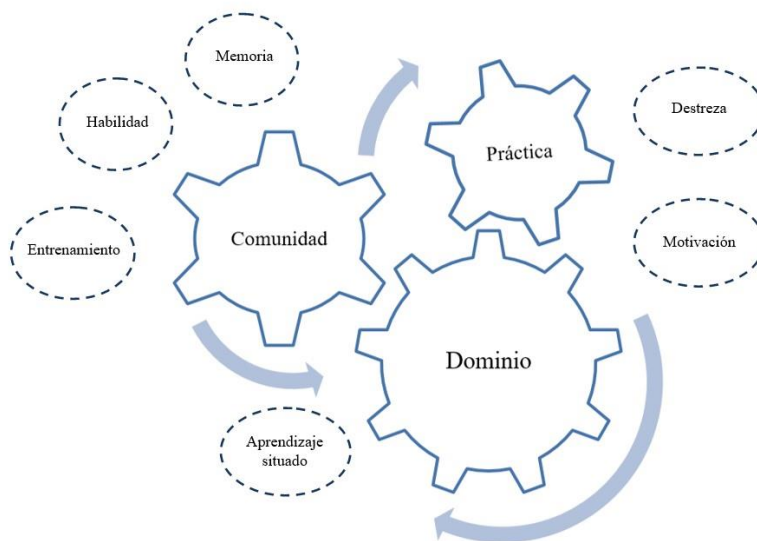 Memoria
Habilidad
Entrenamiento
Comunidad
Práctica
Destreza
Motivación
Dominio
Aprendizaje
situado